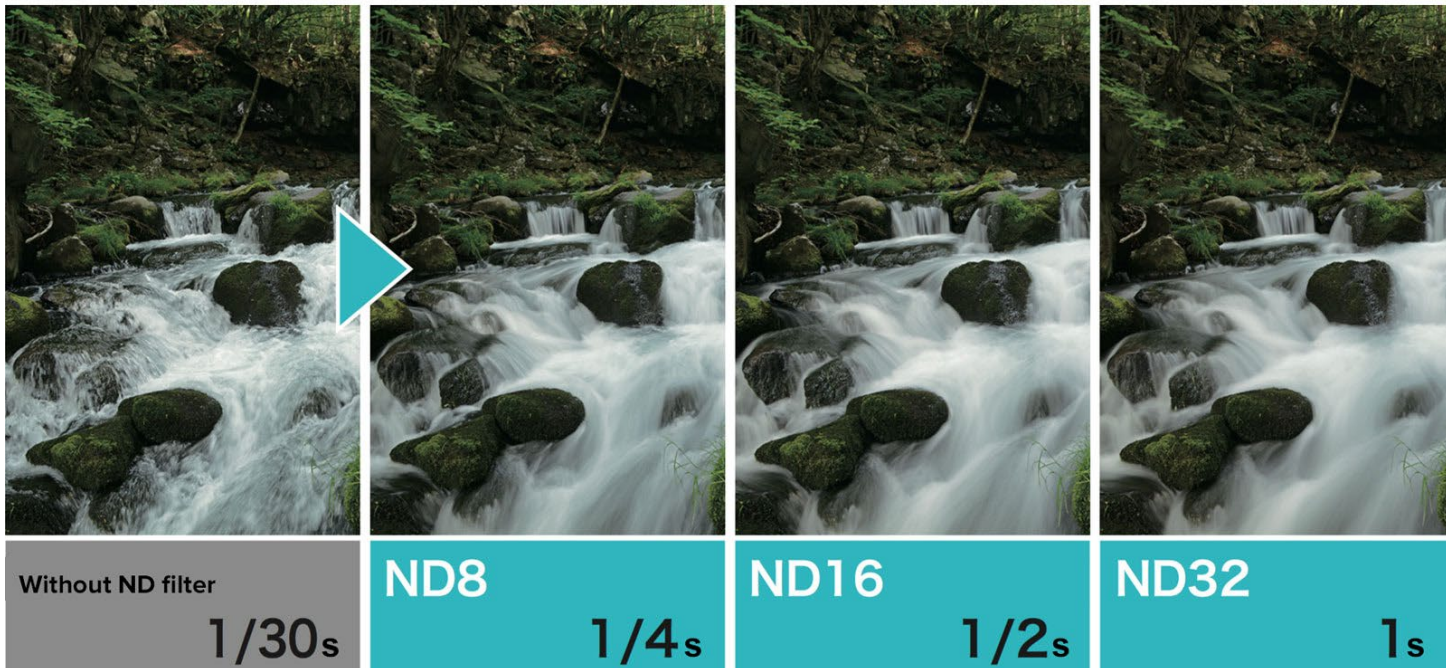 Without ND filter
1/30s
ND8
1/4s
ND16
1/2s
ND32
1s